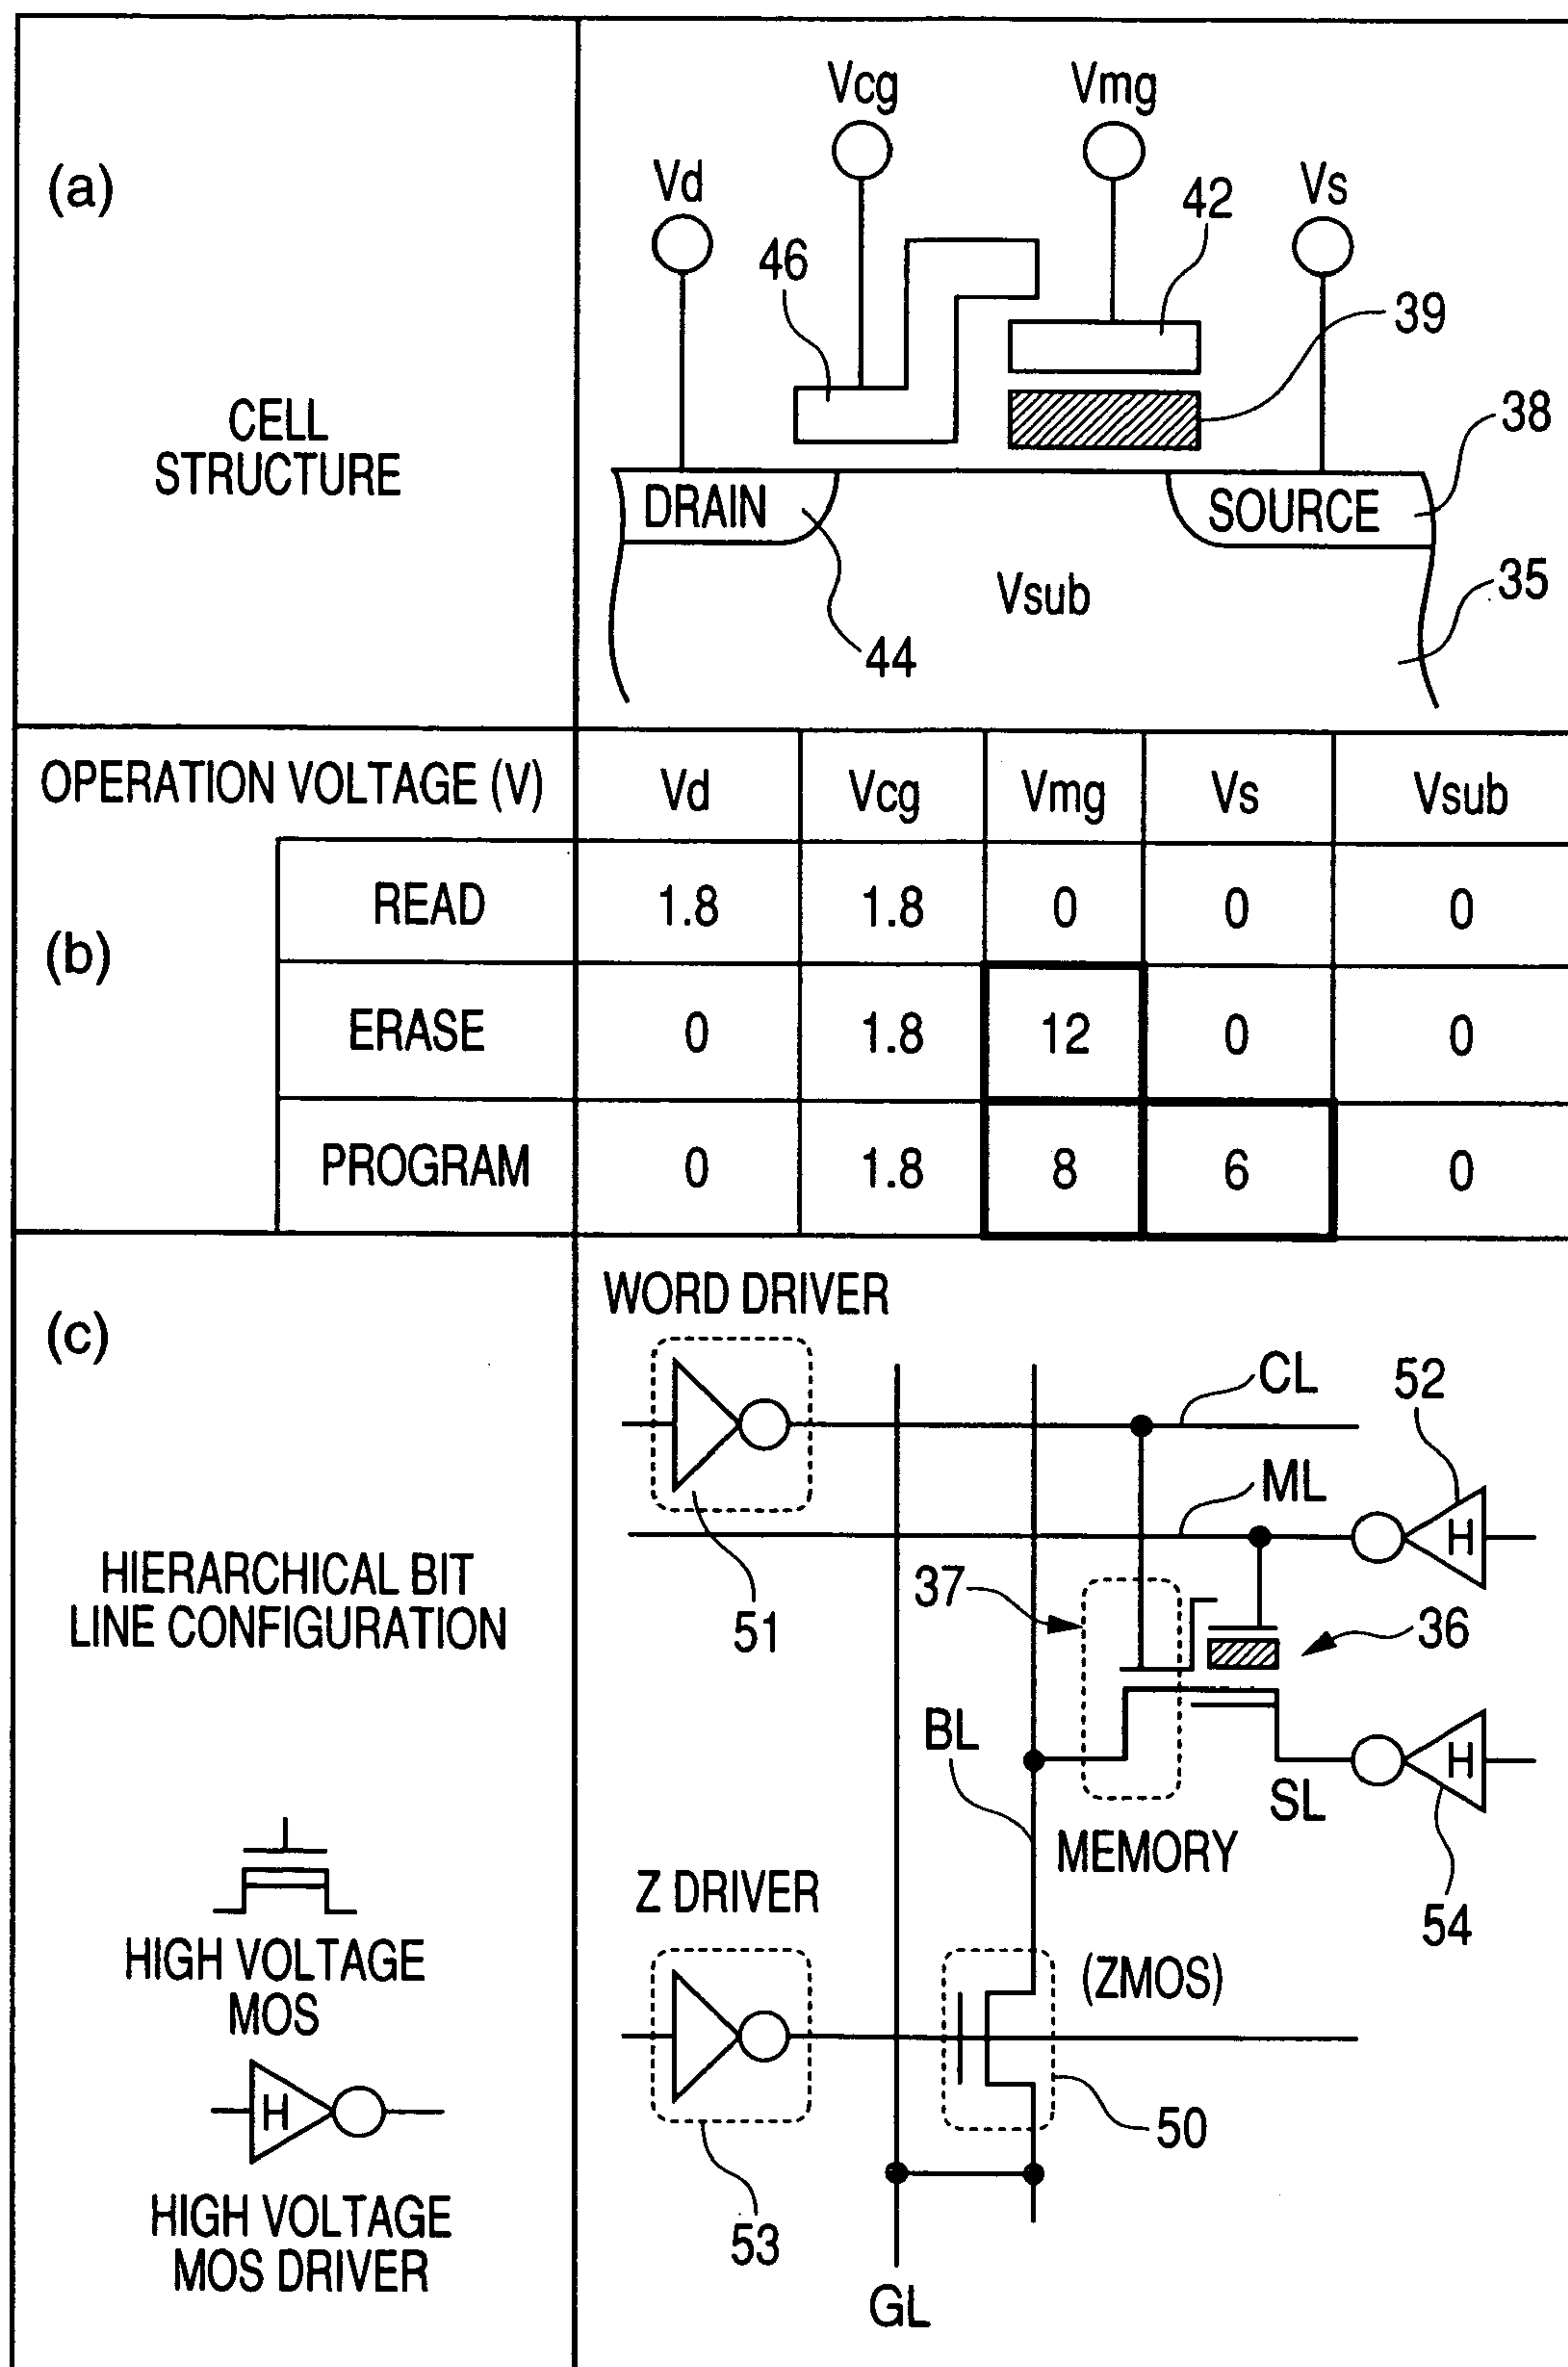 (a)
CELL
STRUCTURE
Vcg
Vmg
Vd
Vs
42
46
39
38
DRAIN
SOURCE
Vsub
35
44
OPERATION VOLTAGE (V)
Vd
Vcg
Vmg
Vs
Vsub
(b)
READ
1.8
1.8
0
0
0
ERASE
0
1.8
12
0
0
PROGRAM
0
1.8
8
6
0
(c)
HIERARCHICAL BIT
LINE CONFIGURATION
HIGH VOLTAGE
MOS
H
HIGH VOLTAGE
MOS DRIVER
WORD DRIVER
CL
52
ML
H
37
51
36
BL
H
SL
MEMORY
54
Z DRIVER
(ZMOS)
50
53
GL